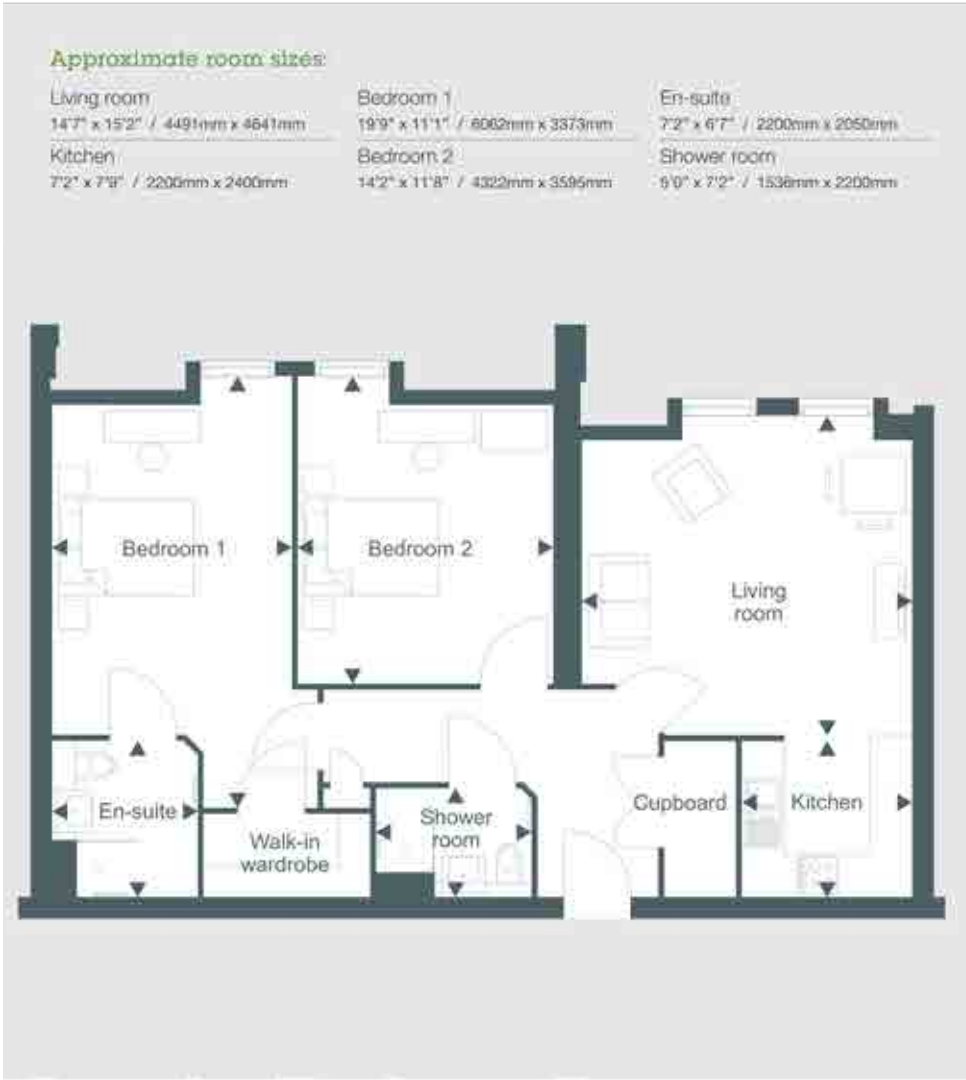 Approximate room sizes:
Living room
14'7" x 15'2" / 4491mm x 4641mm
Kitchen
7'2" x 7'9" / 2200mm x 2400mm
Bedroom 1
19'9" x 11'1" / 6062mm x 3373mm
Bedroom 2
14'2" x 11'8" / 4322mm x 3595mm
En-suite
7'2" x 6'7" / 2200mm x 2050mm
Shower room
5'0" x 7'2" / 1536mm x 2200mm
Bedroom 1
Bedroom 2
Living
room
En-suite
Walk-in
wardrobe
Shower
room
Cupboard
Kitchen